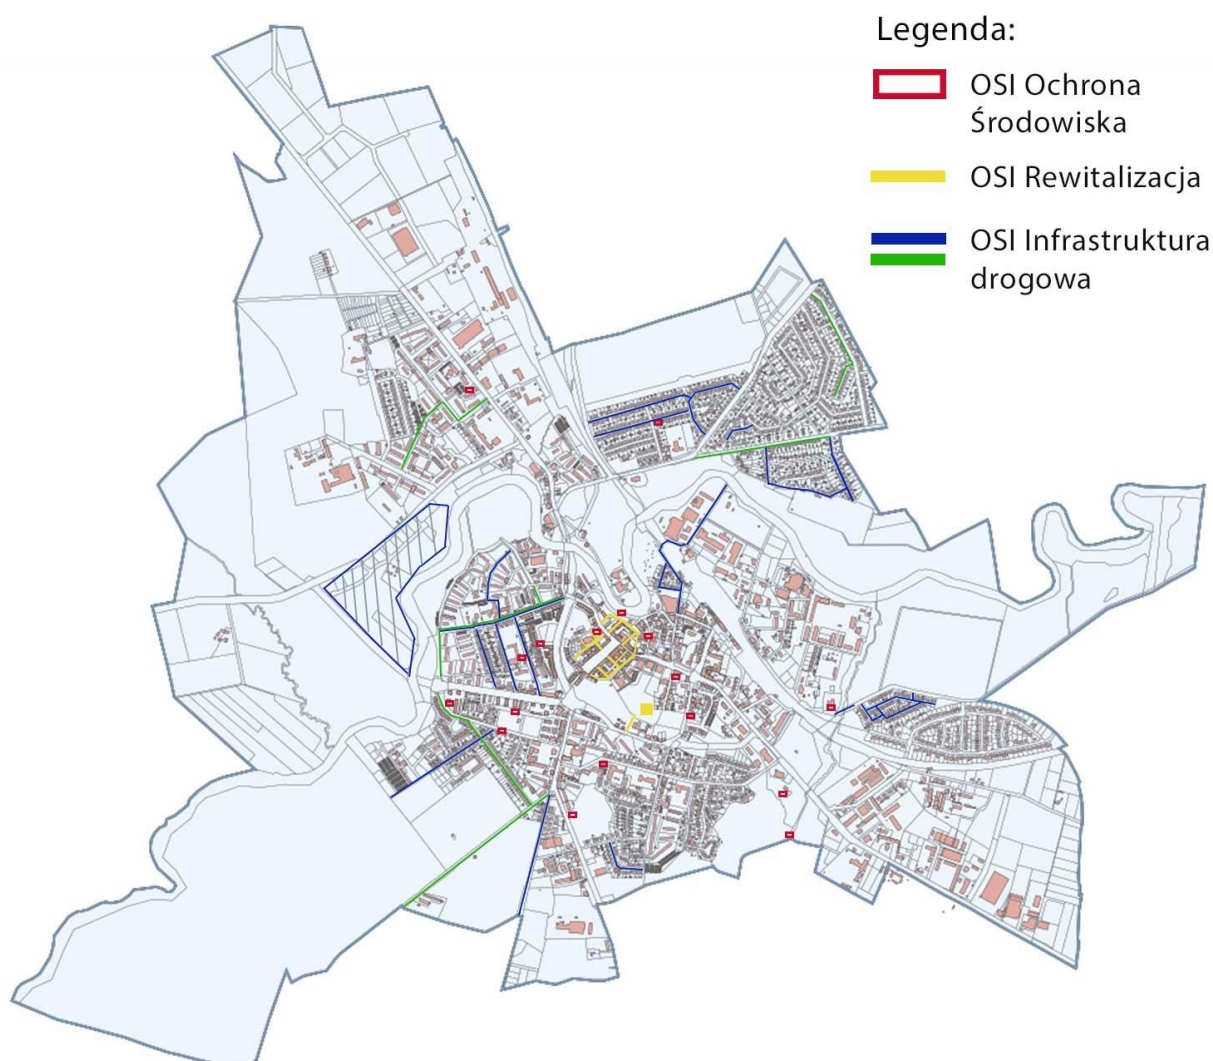 Legenda:
OSI Ochrona
Środowiska
OSI Rewitalizacja
OSI Infrastruktura
drogowa